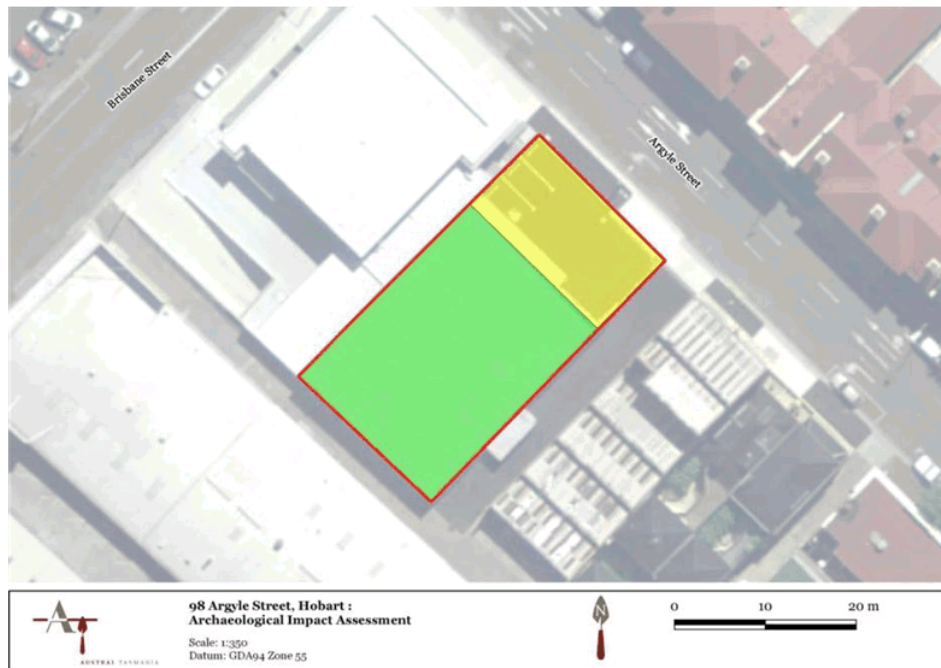 Brisbane Street
Argyle Street
98 Argyle Street, Hobart :
Archaeological Impact Assessment
Scale: 1:350
Datum: GDA94 Zone 55
AUSTRAL TASMANIA
N
0 10 20 m